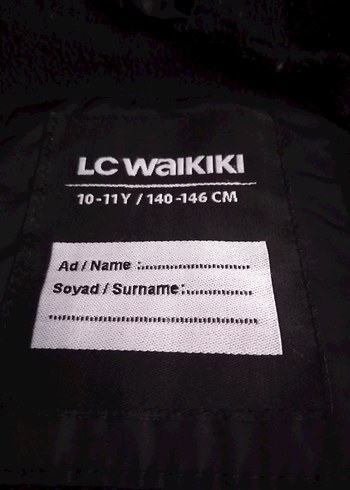 LC WAIKIKI
10-11Y / 140-146 CM
Ad / Name :....................
Soyad / Surname:..............
..........................................